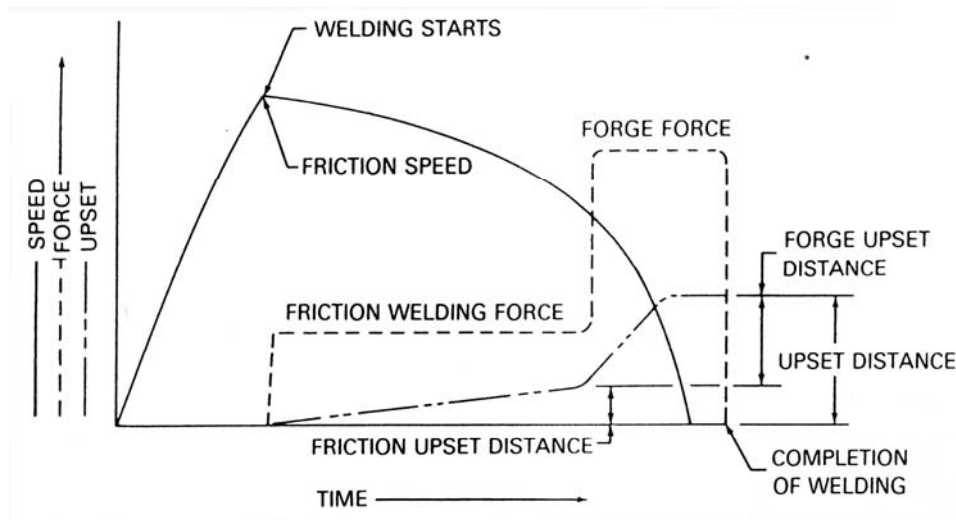 WELDING STARTS
FORGE FORCE
FRICTION SPEED
SPEED
FORCE
UPSET
FORGE UPSET
DISTANCE
FRICTION WELDING FORCE
UPSET DISTANCE
FRICTION UPSET DISTANCE
COMPLETION
OF WELDING
TIME